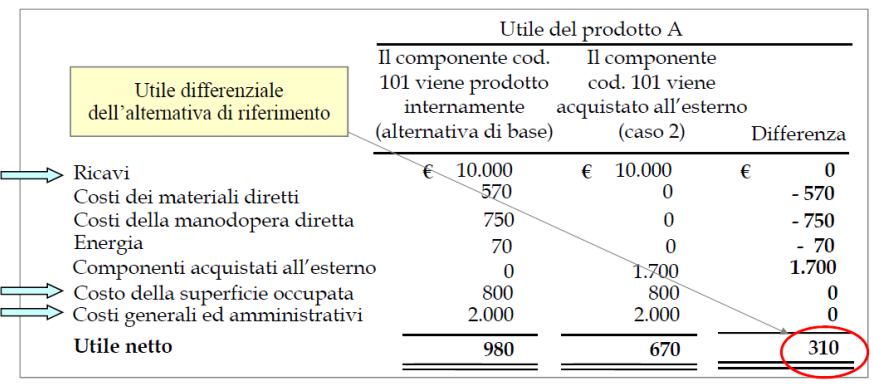 Utile del prodotto A
Il componente cod. Il componente
101 viene prodotto cod. 101 viene
internamente acquistato all'esterno
(alternativa di base) (caso 2) Differenza
Utile differenziale
dell'alternativa di riferimento
Ricavi € 10.000 € 10.000 € 0
Costi dei materiali diretti 570 0 - 570
Costi della manodopera diretta 750 0 - 750
Energia 70 0 - 70
Componenti acquistati all'esterno 0 1.700 1.700
Costo della superficie occupata 800 800 0
Costi generali ed amministrativi 2.000 2.000 0
Utile netto 980 670 310